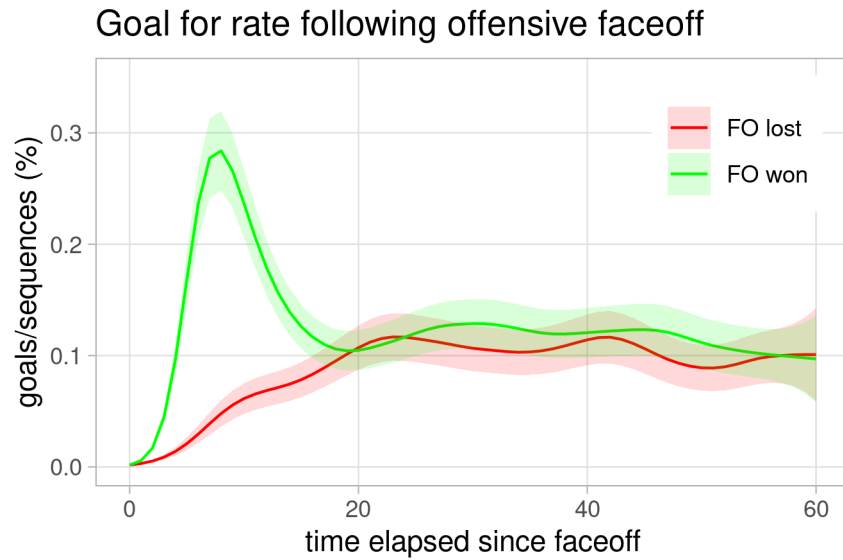 Goal for rate following offensive faceoff
goals/sequences (%)
0.3
0.2
0.1
0.0
FO lost
FO won
0
20
40
60
time elapsed since faceoff